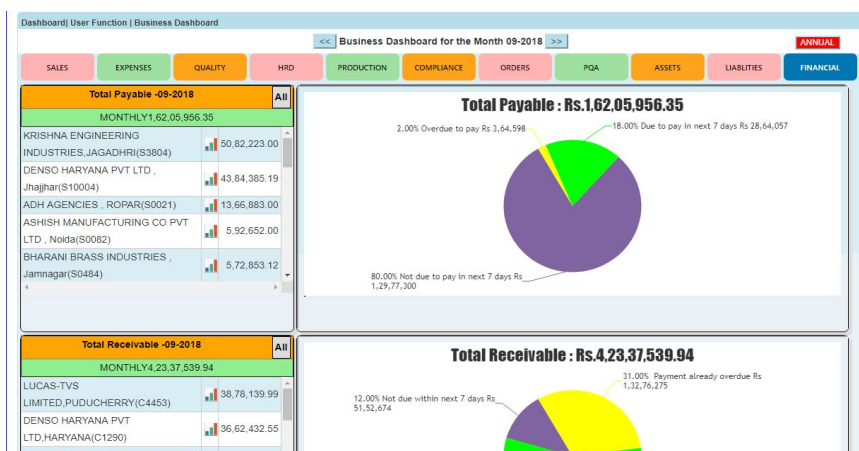 Dashboard| User Function | Business Dashboard
<< Business Dashboard for the Month 09-2018 >>
ANNUAL
SALES EXPENSES QUALITY HRD PRODUCTION COMPLIANCE ORDERS PQA ASSETS LIABLITIES FINANCIAL
Total Payable -09-2018 All
MONTHLY1,62,05,956.35
KRISHNA ENGINEERING
INDUSTRIES,JAGADHRI(S3804) 50,82,223.00
DENSO HARYANA PVT LTD ,
Jhajjhar(S10004) 43,84,385.19
ADH AGENCIES , ROPAR(S0021) 13,66,883.00
ASHISH MANUFACTURING CO PVT
LTD , Noida(S0082) 5,92,652.00
BHARANI BRASS INDUSTRIES ,
Jamnagar(S0484) 5,72,853.12
Total Payable : Rs.1,62,05,956.35
2.00% Overdue to pay Rs 3,64,598
18.00% Due to pay in next 7 days Rs 28,64,057
80.00% Not due to pay in next 7 days Rs
1,29,77,300
Total Receivable -09-2018 All
MONTHLY4,23,37,539.94
LUCAS-TVS
LIMITED,PUDUCHERRY(C4453) 38,78,139.99
DENSO HARYANA PVT
LTD,HARYANA(C1290) 36,62,432.55
Total Receivable : Rs.4,23,37,539.94
31.00% Payment already overdue Rs
1,32,76,275
12.00% Not due within next 7 days Rs
51,52,674